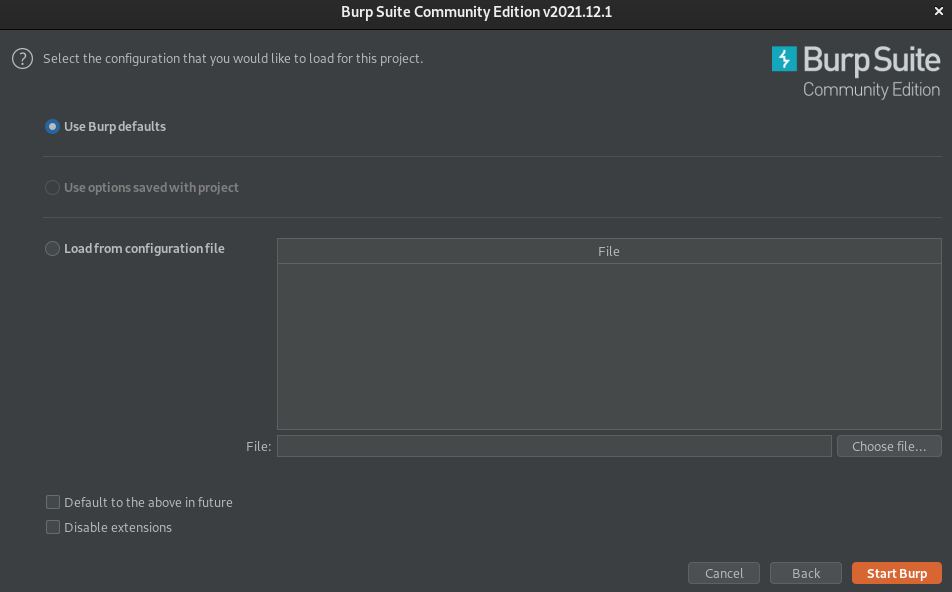 Burp Suite Community Edition v2021.12.1
×
? Select the configuration that you would like to load for this project.
Burp Suite
Community Edition
Use Burp defaults
Use options saved with project
Load from configuration file
File
File:
Choose file...
Default to the above in future
Disable extensions
Cancel
Back
Start Burp